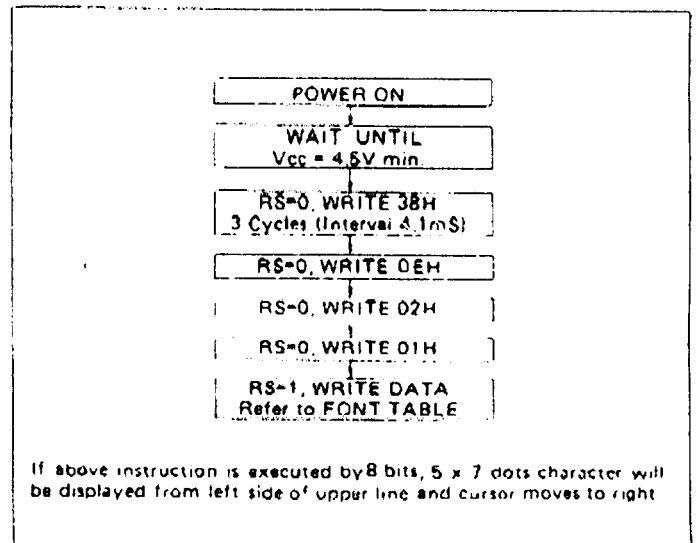 POWER ON
WAIT UNTIL
Vcc = 4.5V min.
RS=0, WRITE 38H
3 Cycles (Interval 4.1mS)
RS=0, WRITE 0EH
RS=0, WRITE 02H
RS=0, WRITE 01H
RS=1, WRITE DATA
Refer to FONT TABLE
If above instruction is executed by 8 bits, 5 x 7 dots character will
be displayed from left side of upper line and cursor moves to right